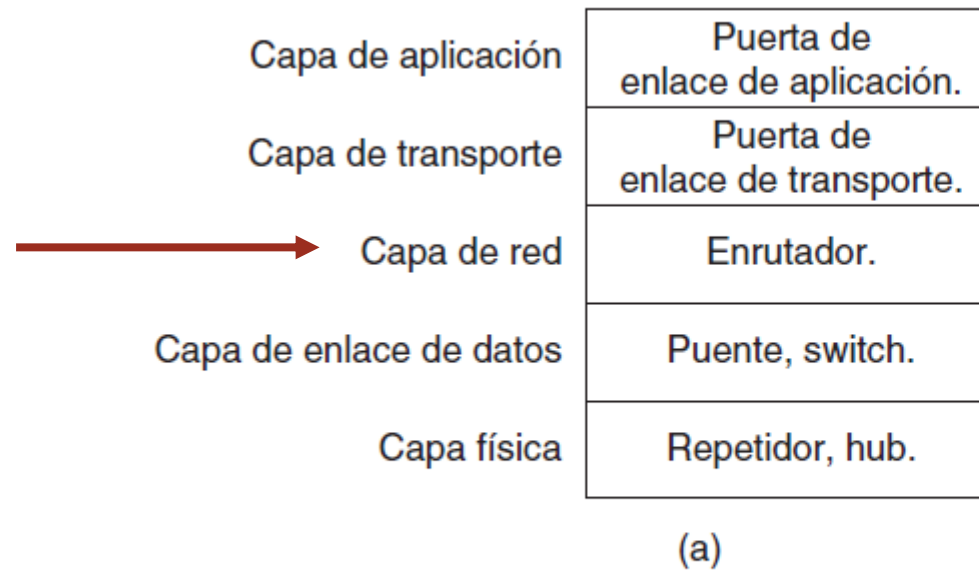 Capa de aplicación
Puerta de
enlace de aplicación.
Capa de transporte
Puerta de
enlace de transporte.
Capa de red
Enrutador.
Capa de enlace de datos
Puente, switch.
Capa física
Repetidor, hub.
(a)